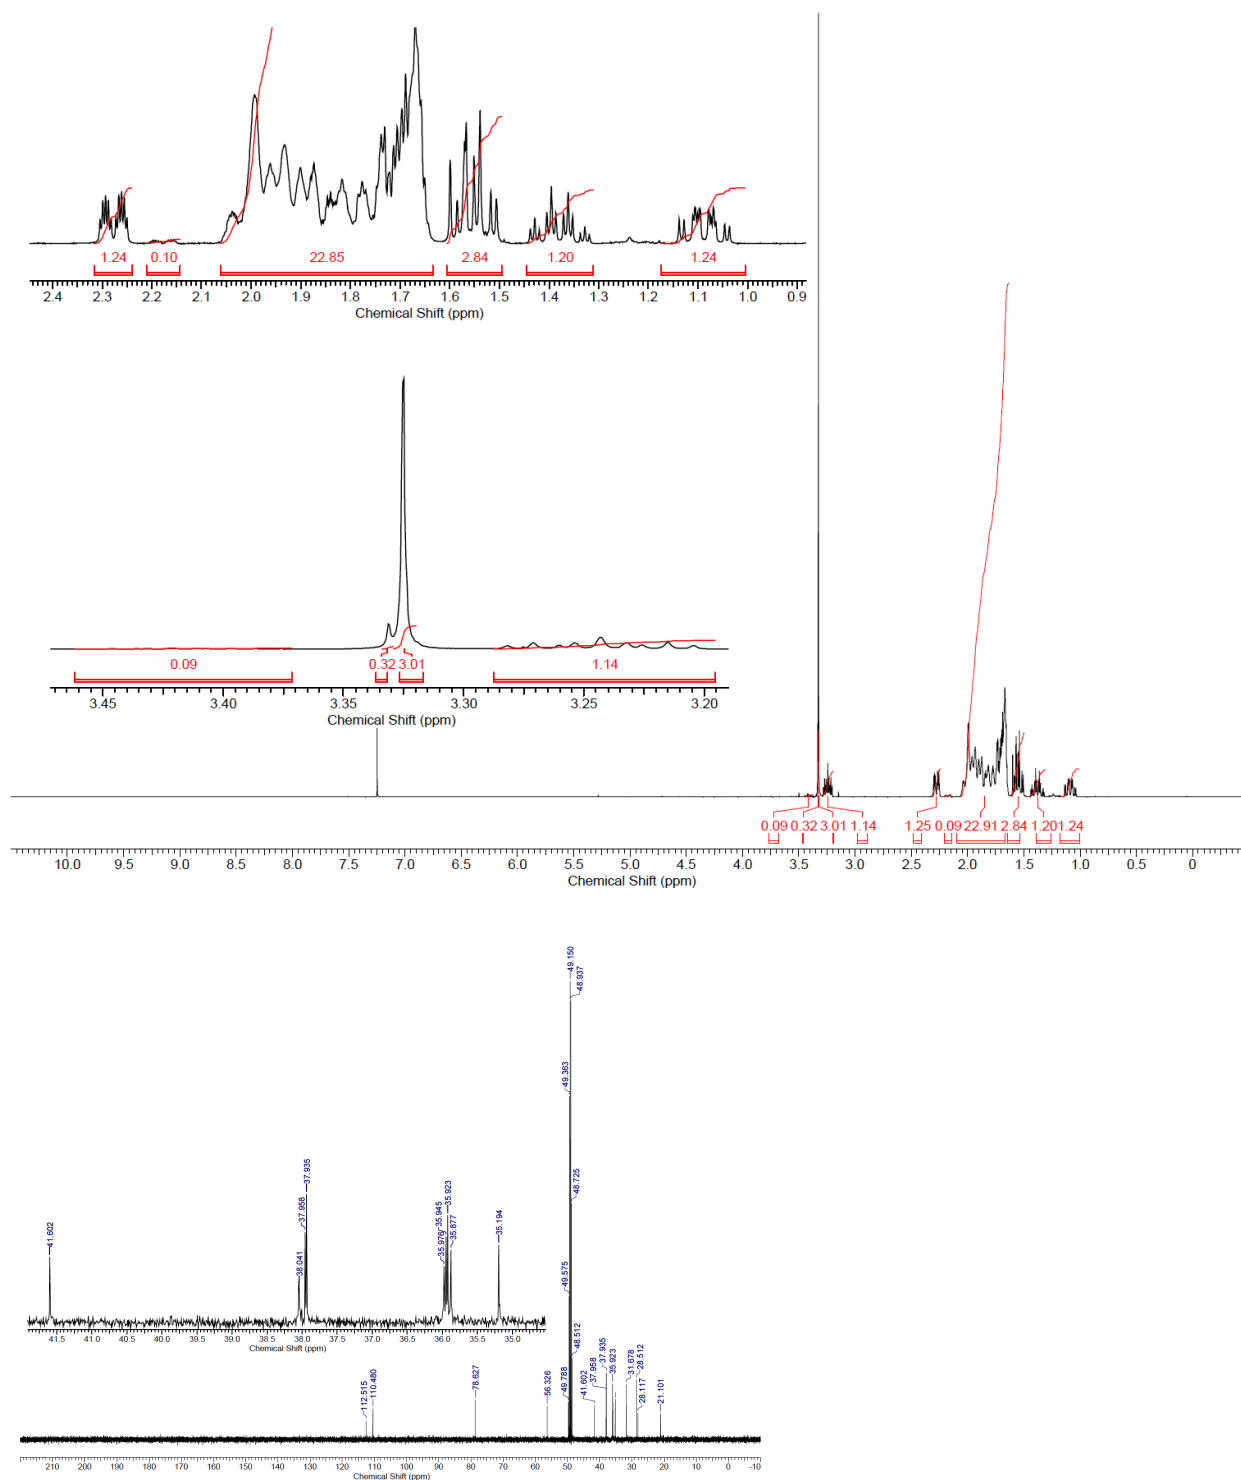 1.24 0.10 22.85 2.84 1.20 1.24
2.4 2.3 2.2 2.1 2.0 1.9 1.8 1.7 1.6 1.5 1.4 1.3 1.2 1.1 1.0 0.9
Chemical Shift (ppm)
0.09 0.32 3.01 1.14
3.45 3.40 3.35 3.30 3.25 3.20
Chemical Shift (ppm)
0.09 0.32 3.01 1.14 1.25 0.09 22.91 2.84 1.20 1.24
10.0 9.5 9.0 8.5 8.0 7.5 7.0 6.5 6.0 5.5 5.0 4.5 4.0 3.5 3.0 2.5 2.0 1.5 1.0 0.5 0
Chemical Shift (ppm)
112.515 110.480 78.627 56.326 49.788 49.575 49.363 49.150 48.937 48.725 48.512 41.602 37.958 37.935 35.923 31.678 28.512 28.117 21.101
41.602 38.041 37.958 37.935 35.976 35.945 35.923 35.877 35.194
41.5 41.0 40.5 40.0 39.5 39.0 38.5 38.0 37.5 37.0 36.5 36.0 35.5 35.0
Chemical Shift (ppm)
210 200 190 180 170 160 150 140 130 120 110 100 90 80 70 60 50 40 30 20 10 0 -10
Chemical Shift (ppm)